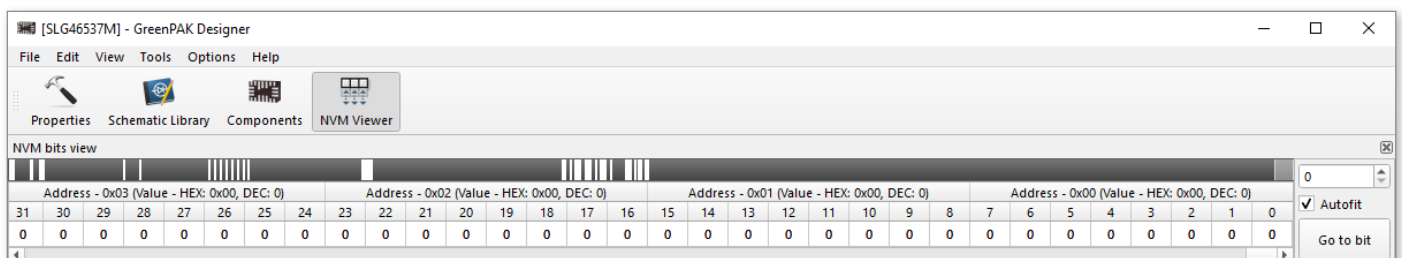 [SLG46537M] - GreenPAK Designer
File Edit View Tools Options Help
Properties Schematic Library Components NVM Viewer
NVM bits view
0
Address - 0x03 (Value - HEX: 0x00, DEC: 0) Address - 0x02 (Value - HEX: 0x00, DEC: 0) Address - 0x01 (Value - HEX: 0x00, DEC: 0) Address - 0x00 (Value - HEX: 0x00, DEC: 0)
Autofit
31 30 29 28 27 26 25 24 23 22 21 20 19 18 17 16 15 14 13 12 11 10 9 8 7 6 5 4 3 2 1 0
0 0 0 0 0 0 0 0 0 0 0 0 0 0 0 0 0 0 0 0 0 0 0 0 0 0 0 0 0 0 0 0
Go to bit